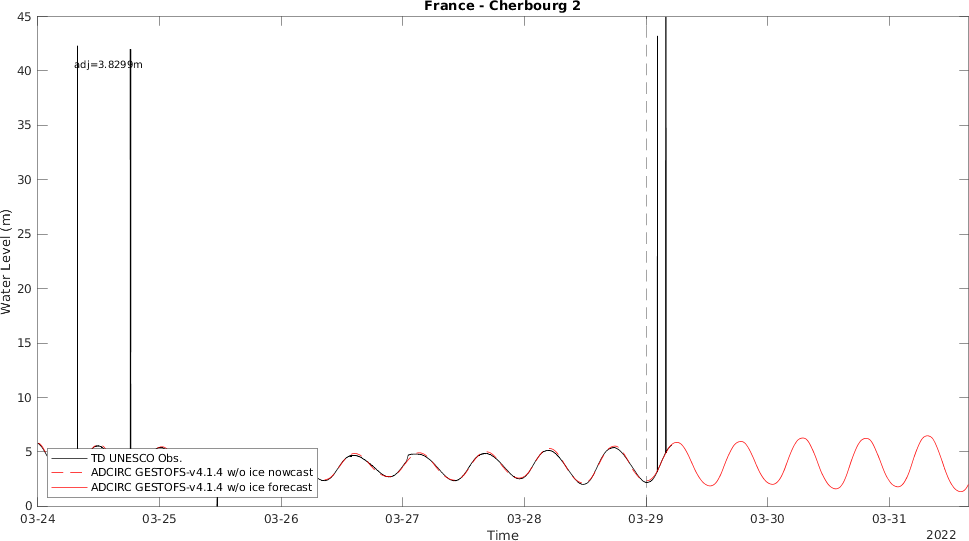 France - Cherbourg 2
45
40
35
30
25
20
15
10
5
0
Water Level (m)
adj=3.8299m
TD UNESCO Obs.
ADCIRC GESTOFS-v4.1.4 w/o ice nowcast
ADCIRC GESTOFS-v4.1.4 w/o ice forecast
03-24 03-25 03-26 03-27 03-28 03-29 03-30 03-31
Time
2022